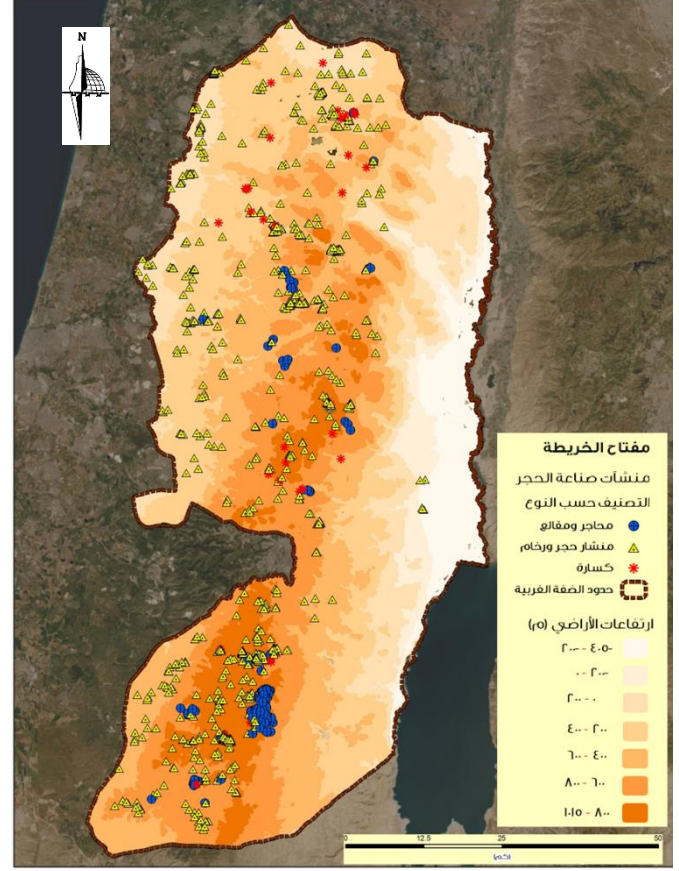 N
مفتاح الخريطة
منشآت صناعة الحجر
التصنيف حسب النوع
محاجر ومقالع
منشار حجر ورخام
كسارة
حدود الضفة الغربية
ارتفاعات الأراضي (م)
-٤٠٥ - -٢٠٠
-٢٠٠ - ٠
٠ - ٢٠٠
٢٠٠ - ٤٠٠
٤٠٠ - ٦٠٠
٦٠٠ - ٨٠٠
٨٠٠ - ١٠١٥
0 12.5 25 50
(كم)